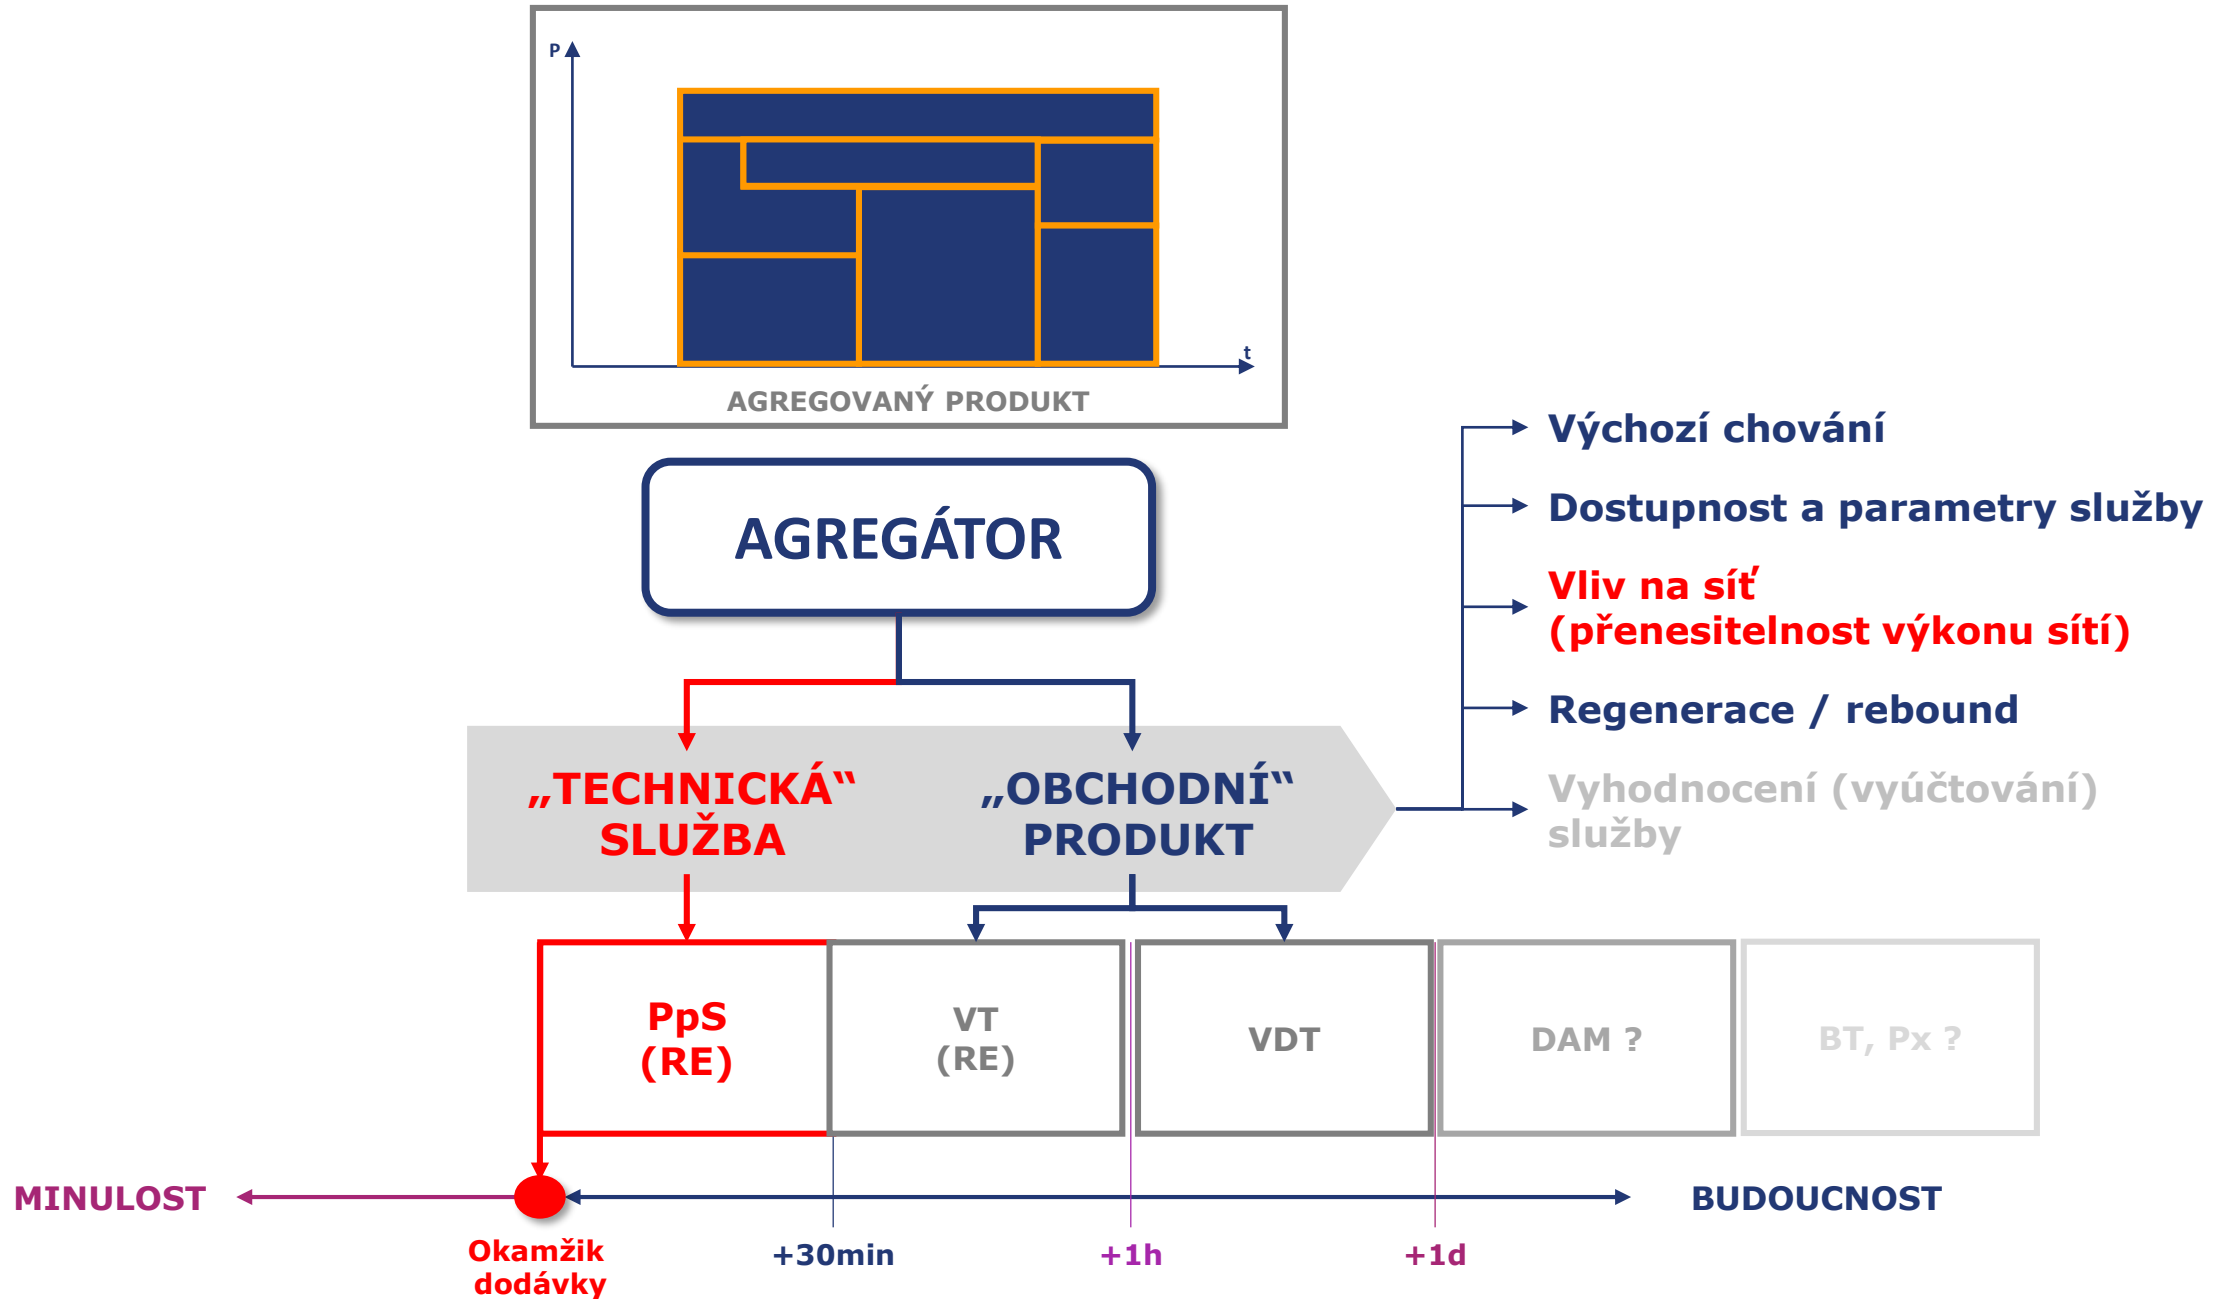 P
t
AGREGOVANÝ PRODUKT
AGREGÁTOR
Výchozí chování
Dostupnost a parametry služby
Vliv na síť
(přenesitelnost výkonu sítí)
Regenerace / rebound
Vyhodnocení (vyúčtování)
služby
„TECHNICKÁ“
SLUŽBA
„OBCHODNÍ“
PRODUKT
PpS
(RE)
VT
(RE)
VDT
DAM ?
BT, Px ?
MINULOST
BUDOUCNOST
Okamžik
dodávky
+30min
+1h
+1d